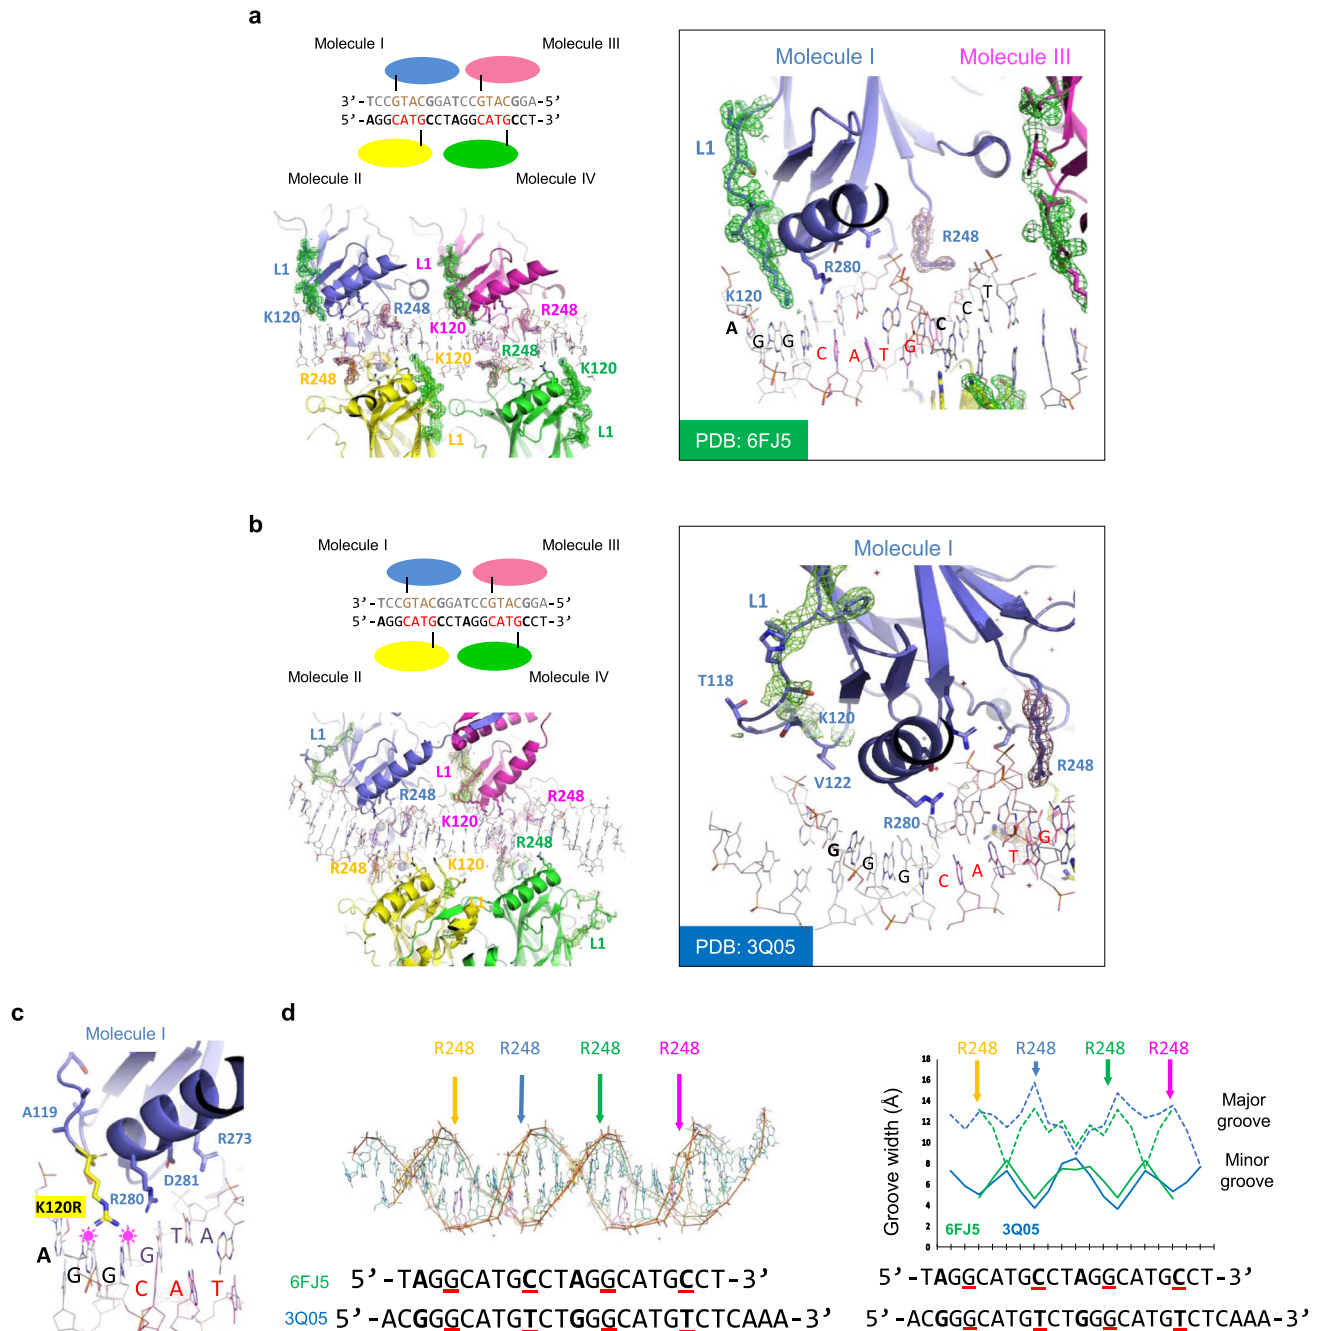 a
Molecule I
Molecule III
3’-TCCGTACGGATCCGTACGGA-5’
5’-AGGCATGCCTAGGCATGCCT-3’
Molecule II
Molecule IV
L1
L1
K120
R248
K120
R248
R248
K120
R248
K120
L1
L1
Molecule I
Molecule III
L1
R248
R280
K120
A
G
G
C
A
T
G
C
C
T
PDB: 6FJ5
b
Molecule I
Molecule III
3’-TCCGTACGGATCCGTACGGA-5’
5’-AGGCATGCCTAGGCATGCCT-3’
Molecule II
Molecule IV
L1
L1
R248
K120
R248
R248
K120
R248
L1
L1
Molecule I
L1
T118
K120
V122
R248
R280
G
G
G
C
A
T
G
PDB: 3Q05
c
Molecule I
A119
R273
D281
R280
K120R
A
G
G
G
T
A
C
A
T
d
R248
R248
R248
R248
6FJ5 5’-TAGGCATGCCTAGGCATGCCT-3’
3Q05 5’-ACGGGCATGTCTGGGCATGTCTCAAA-3’
R248
R248
R248
R248
Groove width (Å)
18
16
14
12
10
8
6
4
2
0
Major
groove
Minor
groove
6FJ5
3Q05
5’-TAGGCATGCCTAGGCATGCCT-3’
5’-ACGGGCATGTCTGGGCATGTCTCAAA-3’